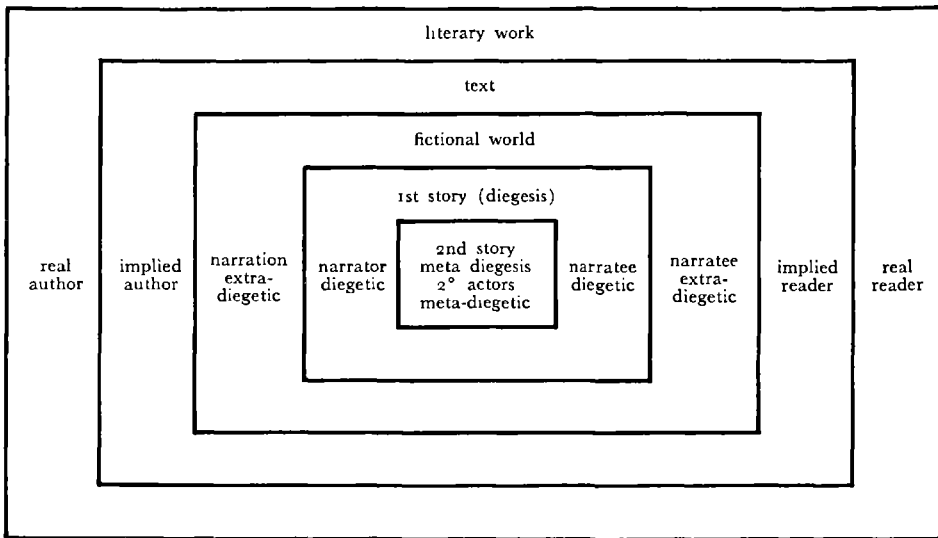 literary work
text
fictional world
1st story (diegesis)
real
author
implied
author
narration
extra-
diegetic
narrator
diegetic
2nd story
meta diegesis
2° actors
meta-diegetic
narratee
diegetic
narratee
extra-
diegetic
implied
reader
real
reader